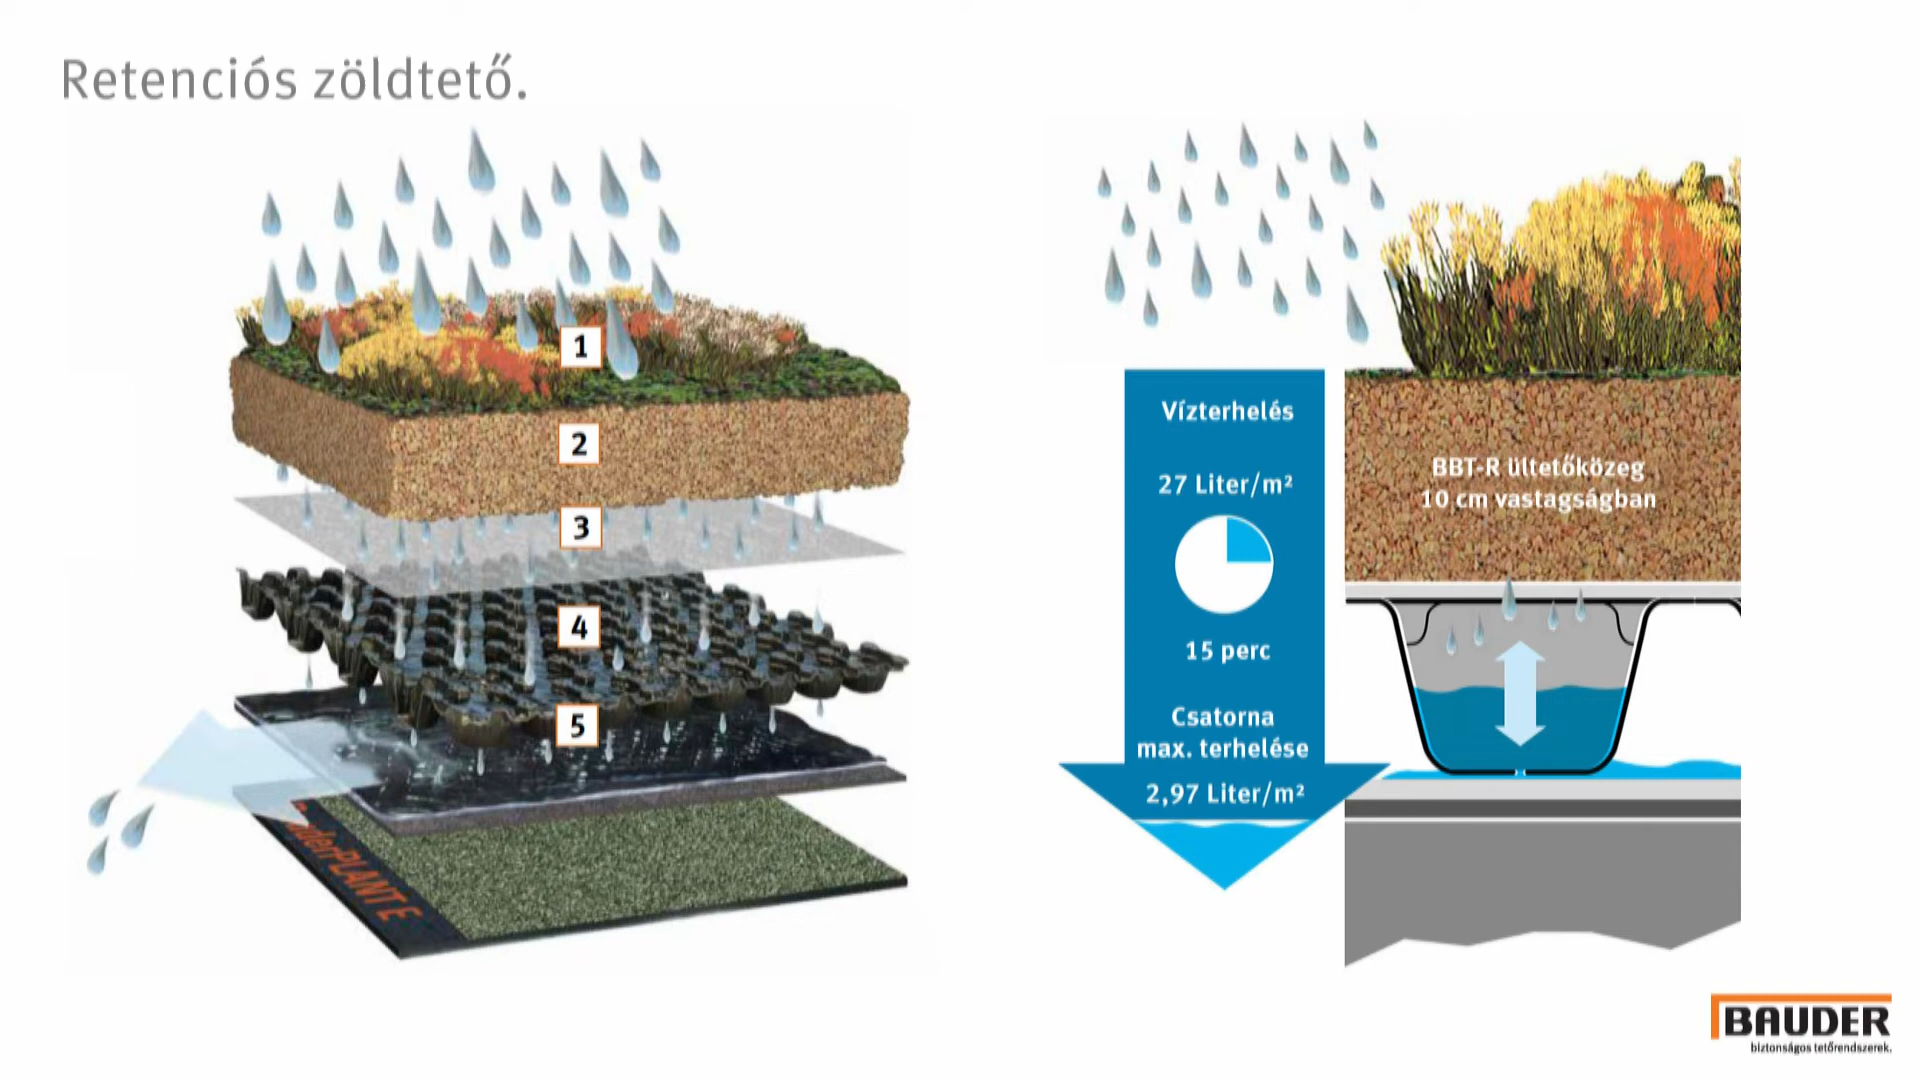 Retenciós zöldtető.
1
2
3
4
5
PLANT E
Vízterhelés
27 Liter/m²
15 perc
Csatorna
max. terhelése
2,97 Liter/m²
BBT-R ültetőközeg
10 cm vastagságban
BAUDER
biztonságos tetőrendszerek.